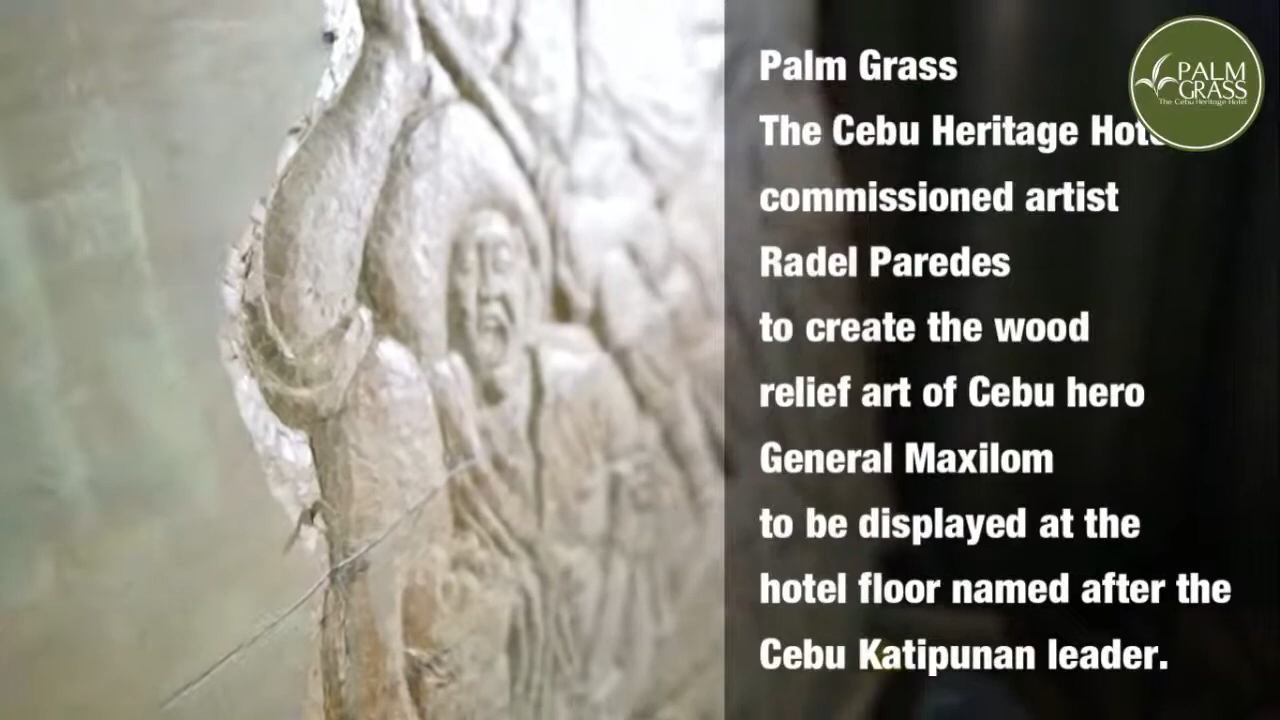 Palm Grass
The Cebu Heritage Hotel
commissioned artist
Radel Paredes
to create the wood
relief art of Cebu hero
General Maxilom
to be displayed at the
hotel floor named after the
Cebu Katipunan leader.
PALM
GRASS
The Cebu Heritage Hotel